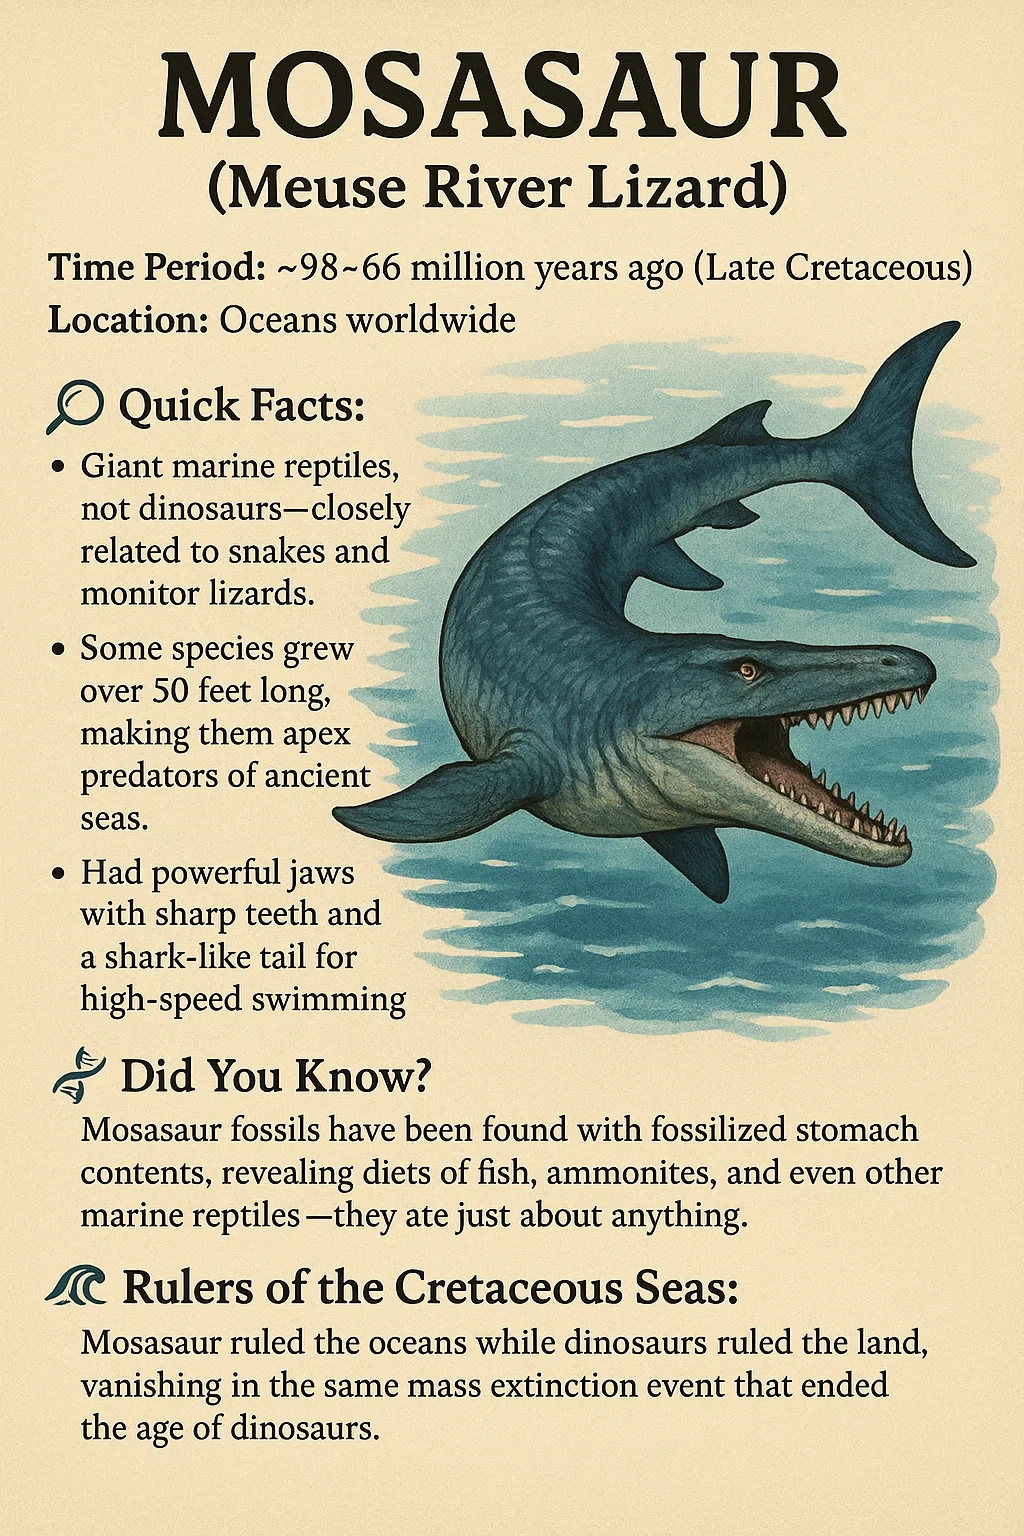 MOSASAUR
(Meuse River Lizard)
Time Period: ~98~66 million years ago (Late Cretaceous)
Location: Oceans worldwide
Quick Facts:
• Giant marine reptiles,
not dinosaurs—closely
related to snakes and
monitor lizards.
• Some species grew
over 50 feet long,
making them apex
predators of ancient
seas.
• Had powerful jaws
with sharp teeth and
a shark-like tail for
high-speed swimming
Did You Know?
Mosasaur fossils have been found with fossilized stomach
contents, revealing diets of fish, ammonites, and even other
marine reptiles—they ate just about anything.
Rulers of the Cretaceous Seas:
Mosasaur ruled the oceans while dinosaurs ruled the land,
vanishing in the same mass extinction event that ended
the age of dinosaurs.